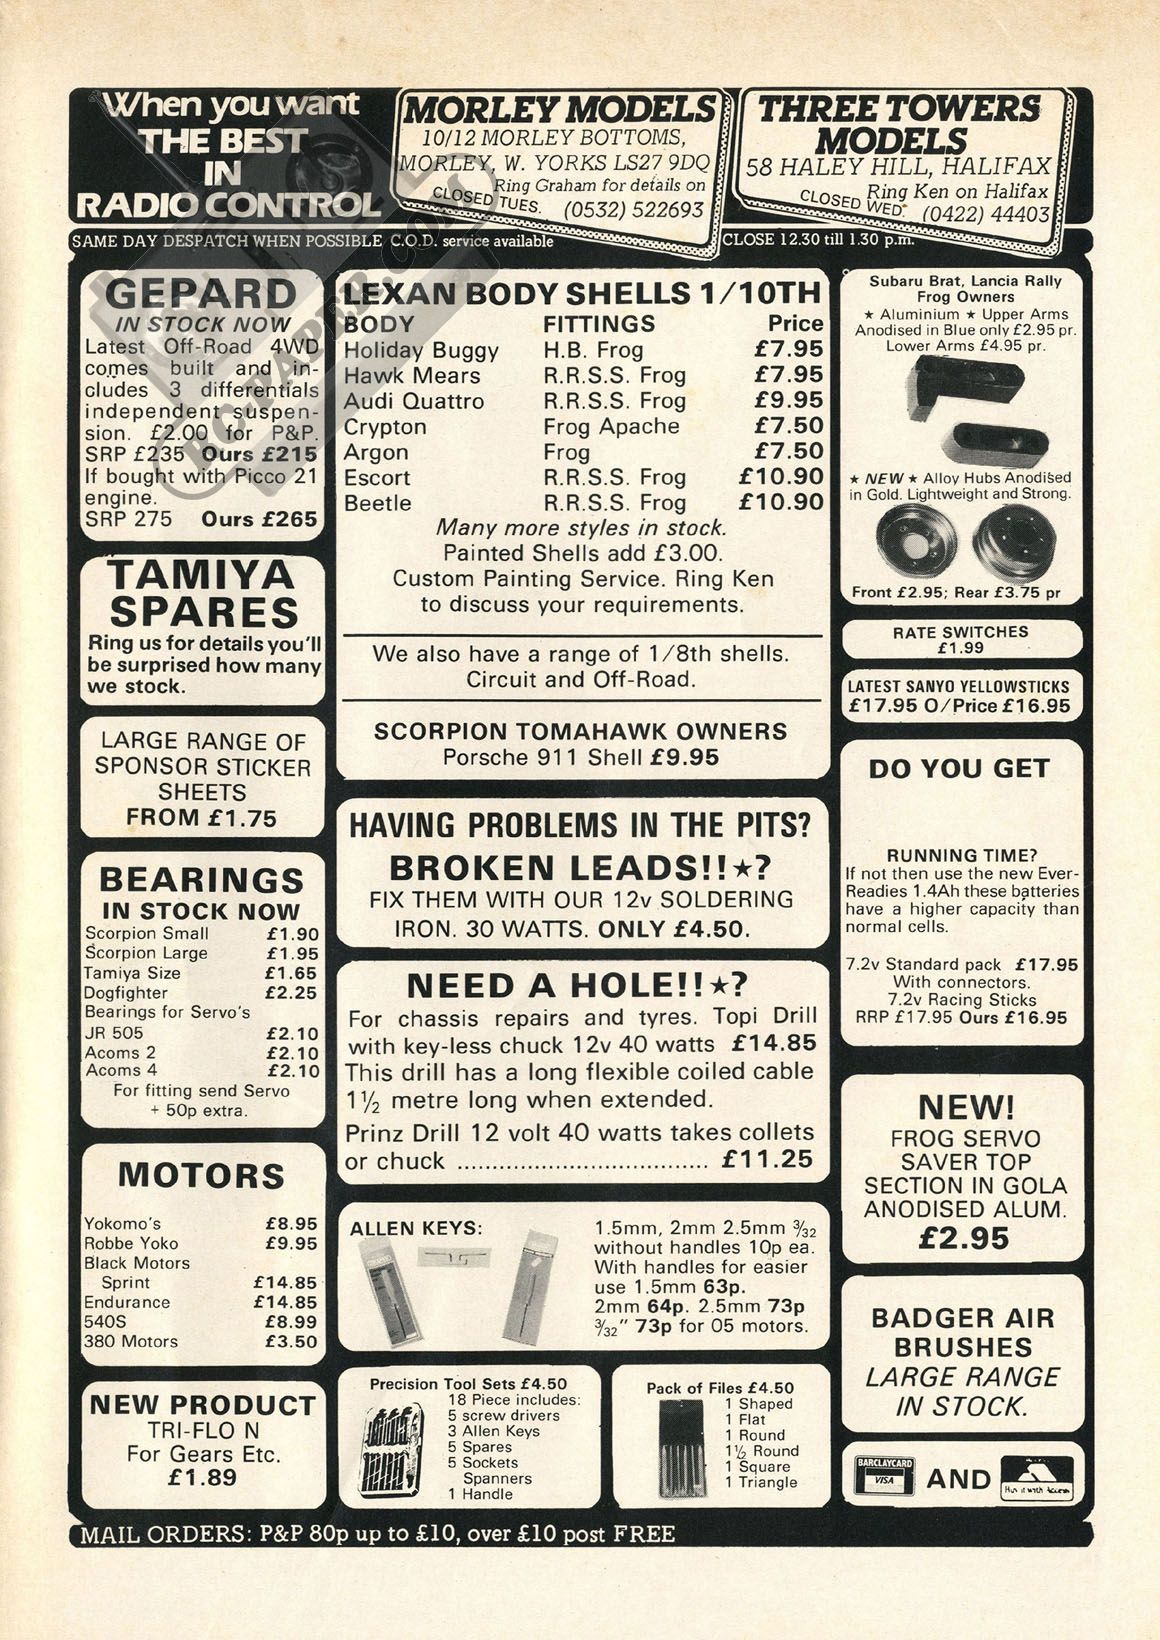 When you want
THE BEST
IN
RADIO CONTROL
MORLEY MODELS
10/12 MORLEY BOTTOMS,
MORLEY, W. YORKS LS27 9DQ
Ring Graham for details on
CLOSED TUES. (0532) 522693
THREE TOWERS
MODELS
58 HALEY HILL, HALIFAX
Ring Ken on Halifax
CLOSED WED. (0422) 44403
SAME DAY DESPATCH WHEN POSSIBLE C.O.D. service available
CLOSE 12.30 till 1.30 p.m.
GEPARD
IN STOCK NOW
Latest Off-Road 4WD
comes built and in-
cludes 3 differentials
independent suspen-
sion. £2.00 for P&P.
SRP £235 Ours £215
If bought with Picco 21
engine.
SRP 275 Ours £265
TAMIYA
SPARES
Ring us for details you'll
be surprised how many
we stock.
LARGE RANGE OF
SPONSOR STICKER
SHEETS
FROM £1.75
BEARINGS
IN STOCK NOW
Scorpion Small £1.90
Scorpion Large £1.95
Tamiya Size £1.65
Dogfighter £2.25
Bearings for Servo's
JR 505 £2.10
Acoms 2 £2.10
Acoms 4 £2.10
For fitting send Servo
+ 50p extra.
MOTORS
Yokomo's £8.95
Robbe Yoko £9.95
Black Motors
Sprint £14.85
Endurance £14.85
540S £8.99
380 Motors £3.50
NEW PRODUCT
TRI-FLO N
For Gears Etc.
£1.89
LEXAN BODY SHELLS 1/10TH
BODY FITTINGS Price
Holiday Buggy H.B. Frog £7.95
Hawk Mears R.R.S.S. Frog £7.95
Audi Quattro R.R.S.S. Frog £9.95
Crypton Frog Apache £7.50
Argon Frog £7.50
Escort R.R.S.S. Frog £10.90
Beetle R.R.S.S. Frog £10.90
Many more styles in stock.
Painted Shells add £3.00.
Custom Painting Service. Ring Ken
to discuss your requirements.
We also have a range of 1/8th shells.
Circuit and Off-Road.
SCORPION TOMAHAWK OWNERS
Porsche 911 Shell £9.95
HAVING PROBLEMS IN THE PITS?
BROKEN LEADS!!★?
FIX THEM WITH OUR 12v SOLDERING
IRON. 30 WATTS. ONLY £4.50.
NEED A HOLE!!★?
For chassis repairs and tyres. Topi Drill
with key-less chuck 12v 40 watts £14.85
This drill has a long flexible coiled cable
1½ metre long when extended.
Prinz Drill 12 volt 40 watts takes collets
or chuck .................................... £11.25
ALLEN KEYS:
1.5mm, 2mm 2.5mm 3/32
without handles 10p ea.
With handles for easier
use 1.5mm 63p.
2mm 64p. 2.5mm 73p
3/32" 73p for 05 motors.
Precision Tool Sets £4.50
18 Piece includes:
5 screw drivers
3 Allen Keys
5 Spares
5 Sockets
Spanners
1 Handle
Pack of Files £4.50
1 Shaped
1 Flat
1 Round
1½ Round
1 Square
1 Triangle
Subaru Brat, Lancia Rally
Frog Owners
★ Aluminium ★ Upper Arms
Anodised in Blue only £2.95 pr.
Lower Arms £4.95 pr.
★ NEW ★ Alloy Hubs Anodised
in Gold. Lightweight and Strong.
Front £2.95; Rear £3.75 pr
RATE SWITCHES
£1.99
LATEST SANYO YELLOWSTICKS
£17.95 O/Price £16.95
DO YOU GET
RUNNING TIME?
If not then use the new Ever-
Readies 1.4Ah these batteries
have a higher capacity than
normal cells.
7.2v Standard pack £17.95
With connectors.
7.2v Racing Sticks
RRP £17.95 Ours £16.95
NEW!
FROG SERVO
SAVER TOP
SECTION IN GOLA
ANODISED ALUM.
£2.95
BADGER AIR
BRUSHES
LARGE RANGE
IN STOCK.
BARCLAYCARD
VISA
AND
MAIL ORDERS: P&P 80p up to £10, over £10 post FREE
RC-PAPER.COM